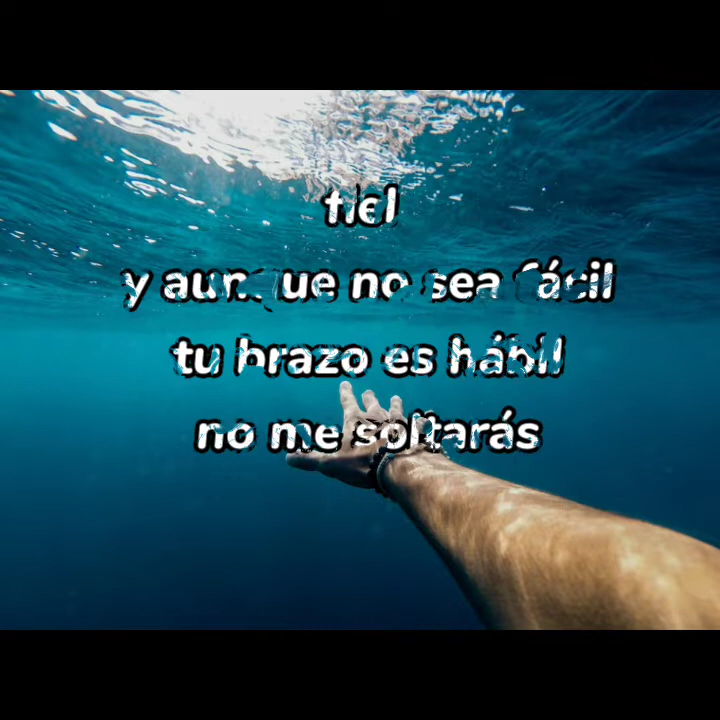 fiel
y aunque no sea fácil
tu brazo es hábil
no me soltarás